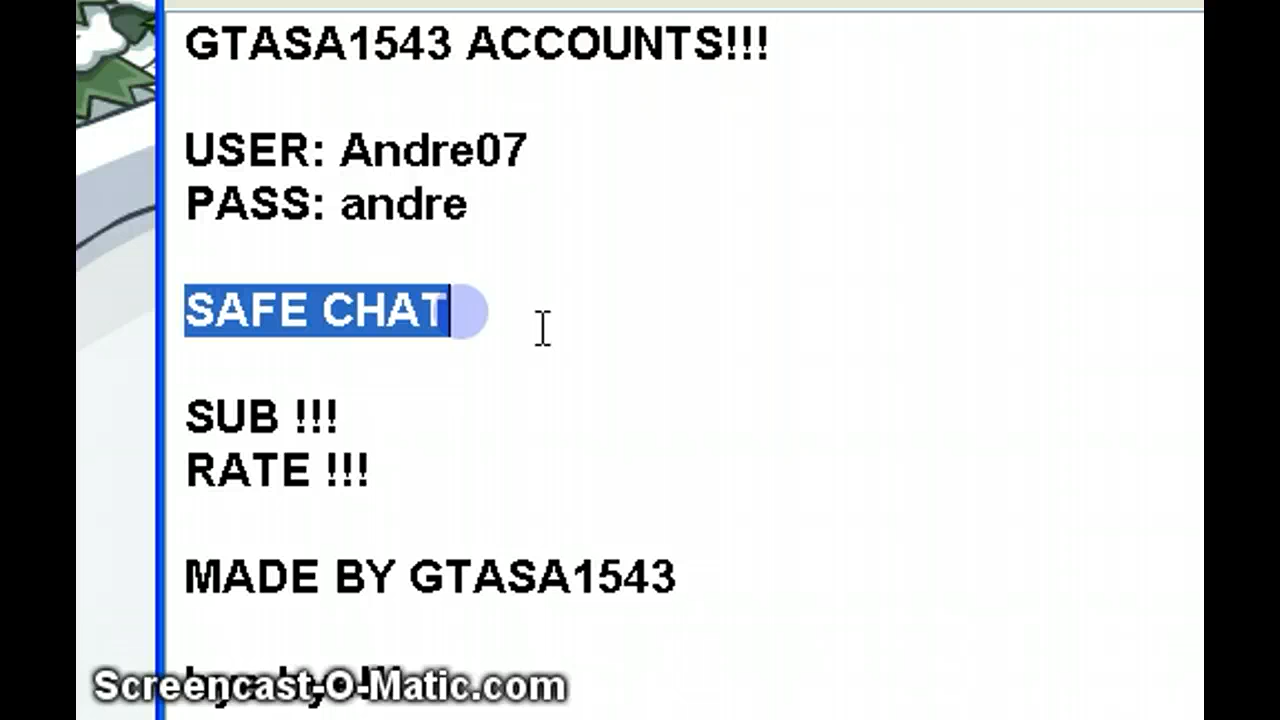 GTASA1543 ACCOUNTS!!!
USER: Andre07
PASS: andre
SAFE CHAT
SUB !!!
RATE !!!
MADE BY GTASA1543
Screencast-O-Matic.com